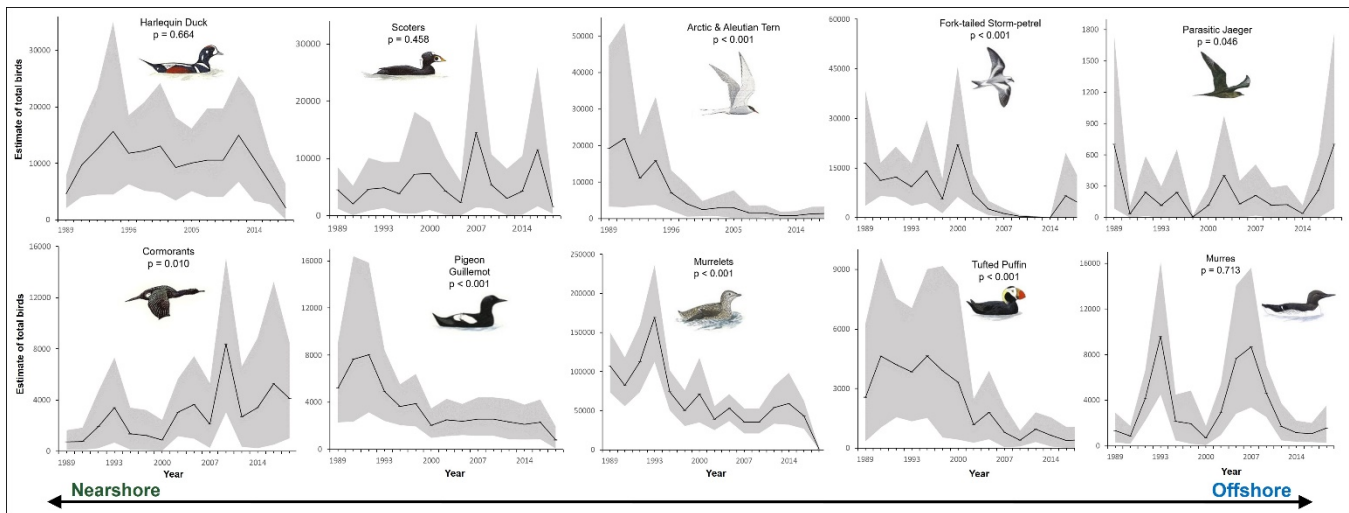 Harlequin Duck
p = 0.664
Estimate of total birds
30000
20000
10000
0
1989 1996 2005 2014
Scoters
p = 0.458
30000
20000
10000
0
1989 1993 2000 2007 2014
Arctic & Aleutian Tern
p < 0.001
50000
40000
30000
20000
10000
0
1989 1996 2005 2014
Fork-tailed Storm-petrel
p < 0.001
60000
45000
30000
15000
0
1989 1993 2000 2007 2014
Parasitic Jaeger
p = 0.046
1800
1500
1200
900
600
300
0
1989 1993 2000 2007 2014
Cormorants
p = 0.010
Estimate of total birds
16000
12000
8000
4000
0
1989 1993 2000 2007 2014
Year
Pigeon
Guillemot
p < 0.001
16000
12000
8000
4000
0
1989 1993 2000 2007 2014
Year
Murrelets
p < 0.001
250000
200000
150000
100000
50000
0
1989 1993 2000 2007 2014
Year
Tufted Puffin
p < 0.001
9000
6000
3000
0
1989 1993 2000 2007 2014
Year
Murres
p = 0.713
16000
12000
8000
4000
0
1989 1993 2000 2007 2014
Year
Nearshore
Offshore